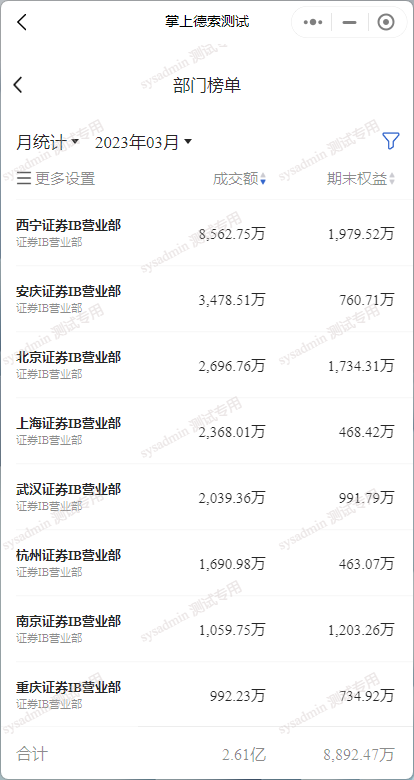 掌上德索测试
部门榜单
月统计 2023年03月
更多设置 成交额 期末权益
西宁证券IB营业部
证券IB营业部
8,562.75万 1,979.52万
安庆证券IB营业部
证券IB营业部
3,478.51万 760.71万
北京证券IB营业部
证券IB营业部
2,696.76万 1,734.31万
上海证券IB营业部
证券IB营业部
2,368.01万 468.42万
武汉证券IB营业部
证券IB营业部
2,039.36万 991.79万
杭州证券IB营业部
证券IB营业部
1,690.98万 463.07万
南京证券IB营业部
证券IB营业部
1,059.75万 1,203.26万
重庆证券IB营业部
证券IB营业部
992.23万 734.92万
合计 2.61亿 8,892.47万
sysadmin 测试专用